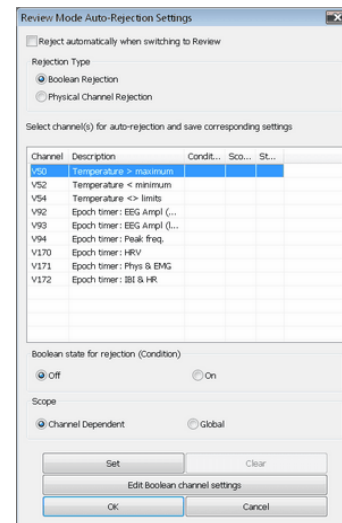 Review Mode Auto-Rejection Settings
Reject automatically when switching to Review
Rejection Type
Boolean Rejection
Physical Channel Rejection
Select channel(s) for auto-rejection and save corresponding settings
Channel Description Condit... Sco... St...
V50 Temperature > maximum
V52 Temperature < minimum
V54 Temperature <> limits
V92 Epoch timer: EEG Ampl (...
V93 Epoch timer: EEG Ampl (l...
V94 Epoch timer: Peak freq.
V170 Epoch timer: HRV
V171 Epoch timer: Phys & EMG
V172 Epoch timer: IBI & HR
Boolean state for rejection (Condition)
Off On
Scope
Channel Dependent Global
Set Clear
Edit Boolean channel settings
OK Cancel